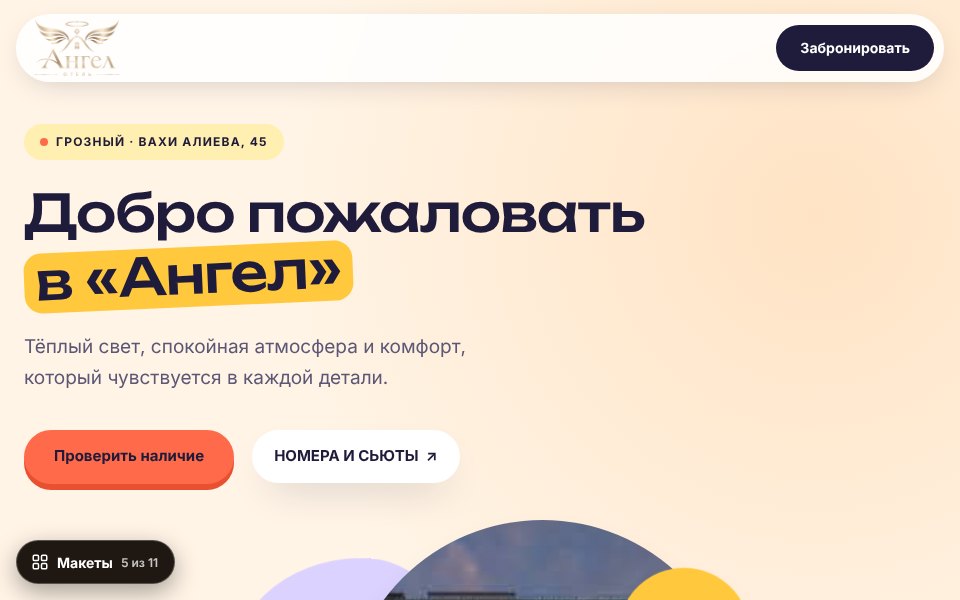 Ангел
ОТЕЛЬ
Забронировать
ГРОЗНЫЙ · ВАХИ АЛИЕВА, 45
Добро пожаловать
в «Ангел»
Тёплый свет, спокойная атмосфера и комфорт,
который чувствуется в каждой детали.
Проверить наличие
НОМЕРА И СЬЮТЫ ↗
Макеты 5 из 11